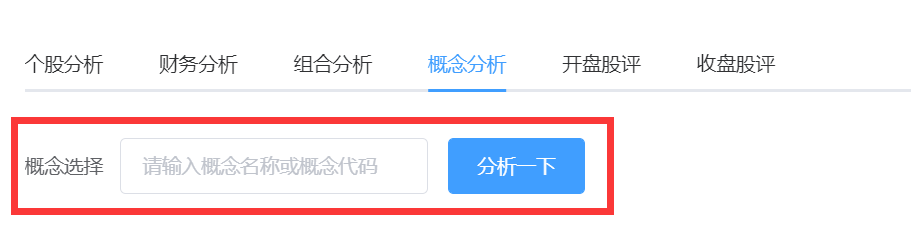 个股分析 财务分析 组合分析 概念分析 开盘股评 收盘股评
概念选择 请输入概念名称或概念代码 分析一下